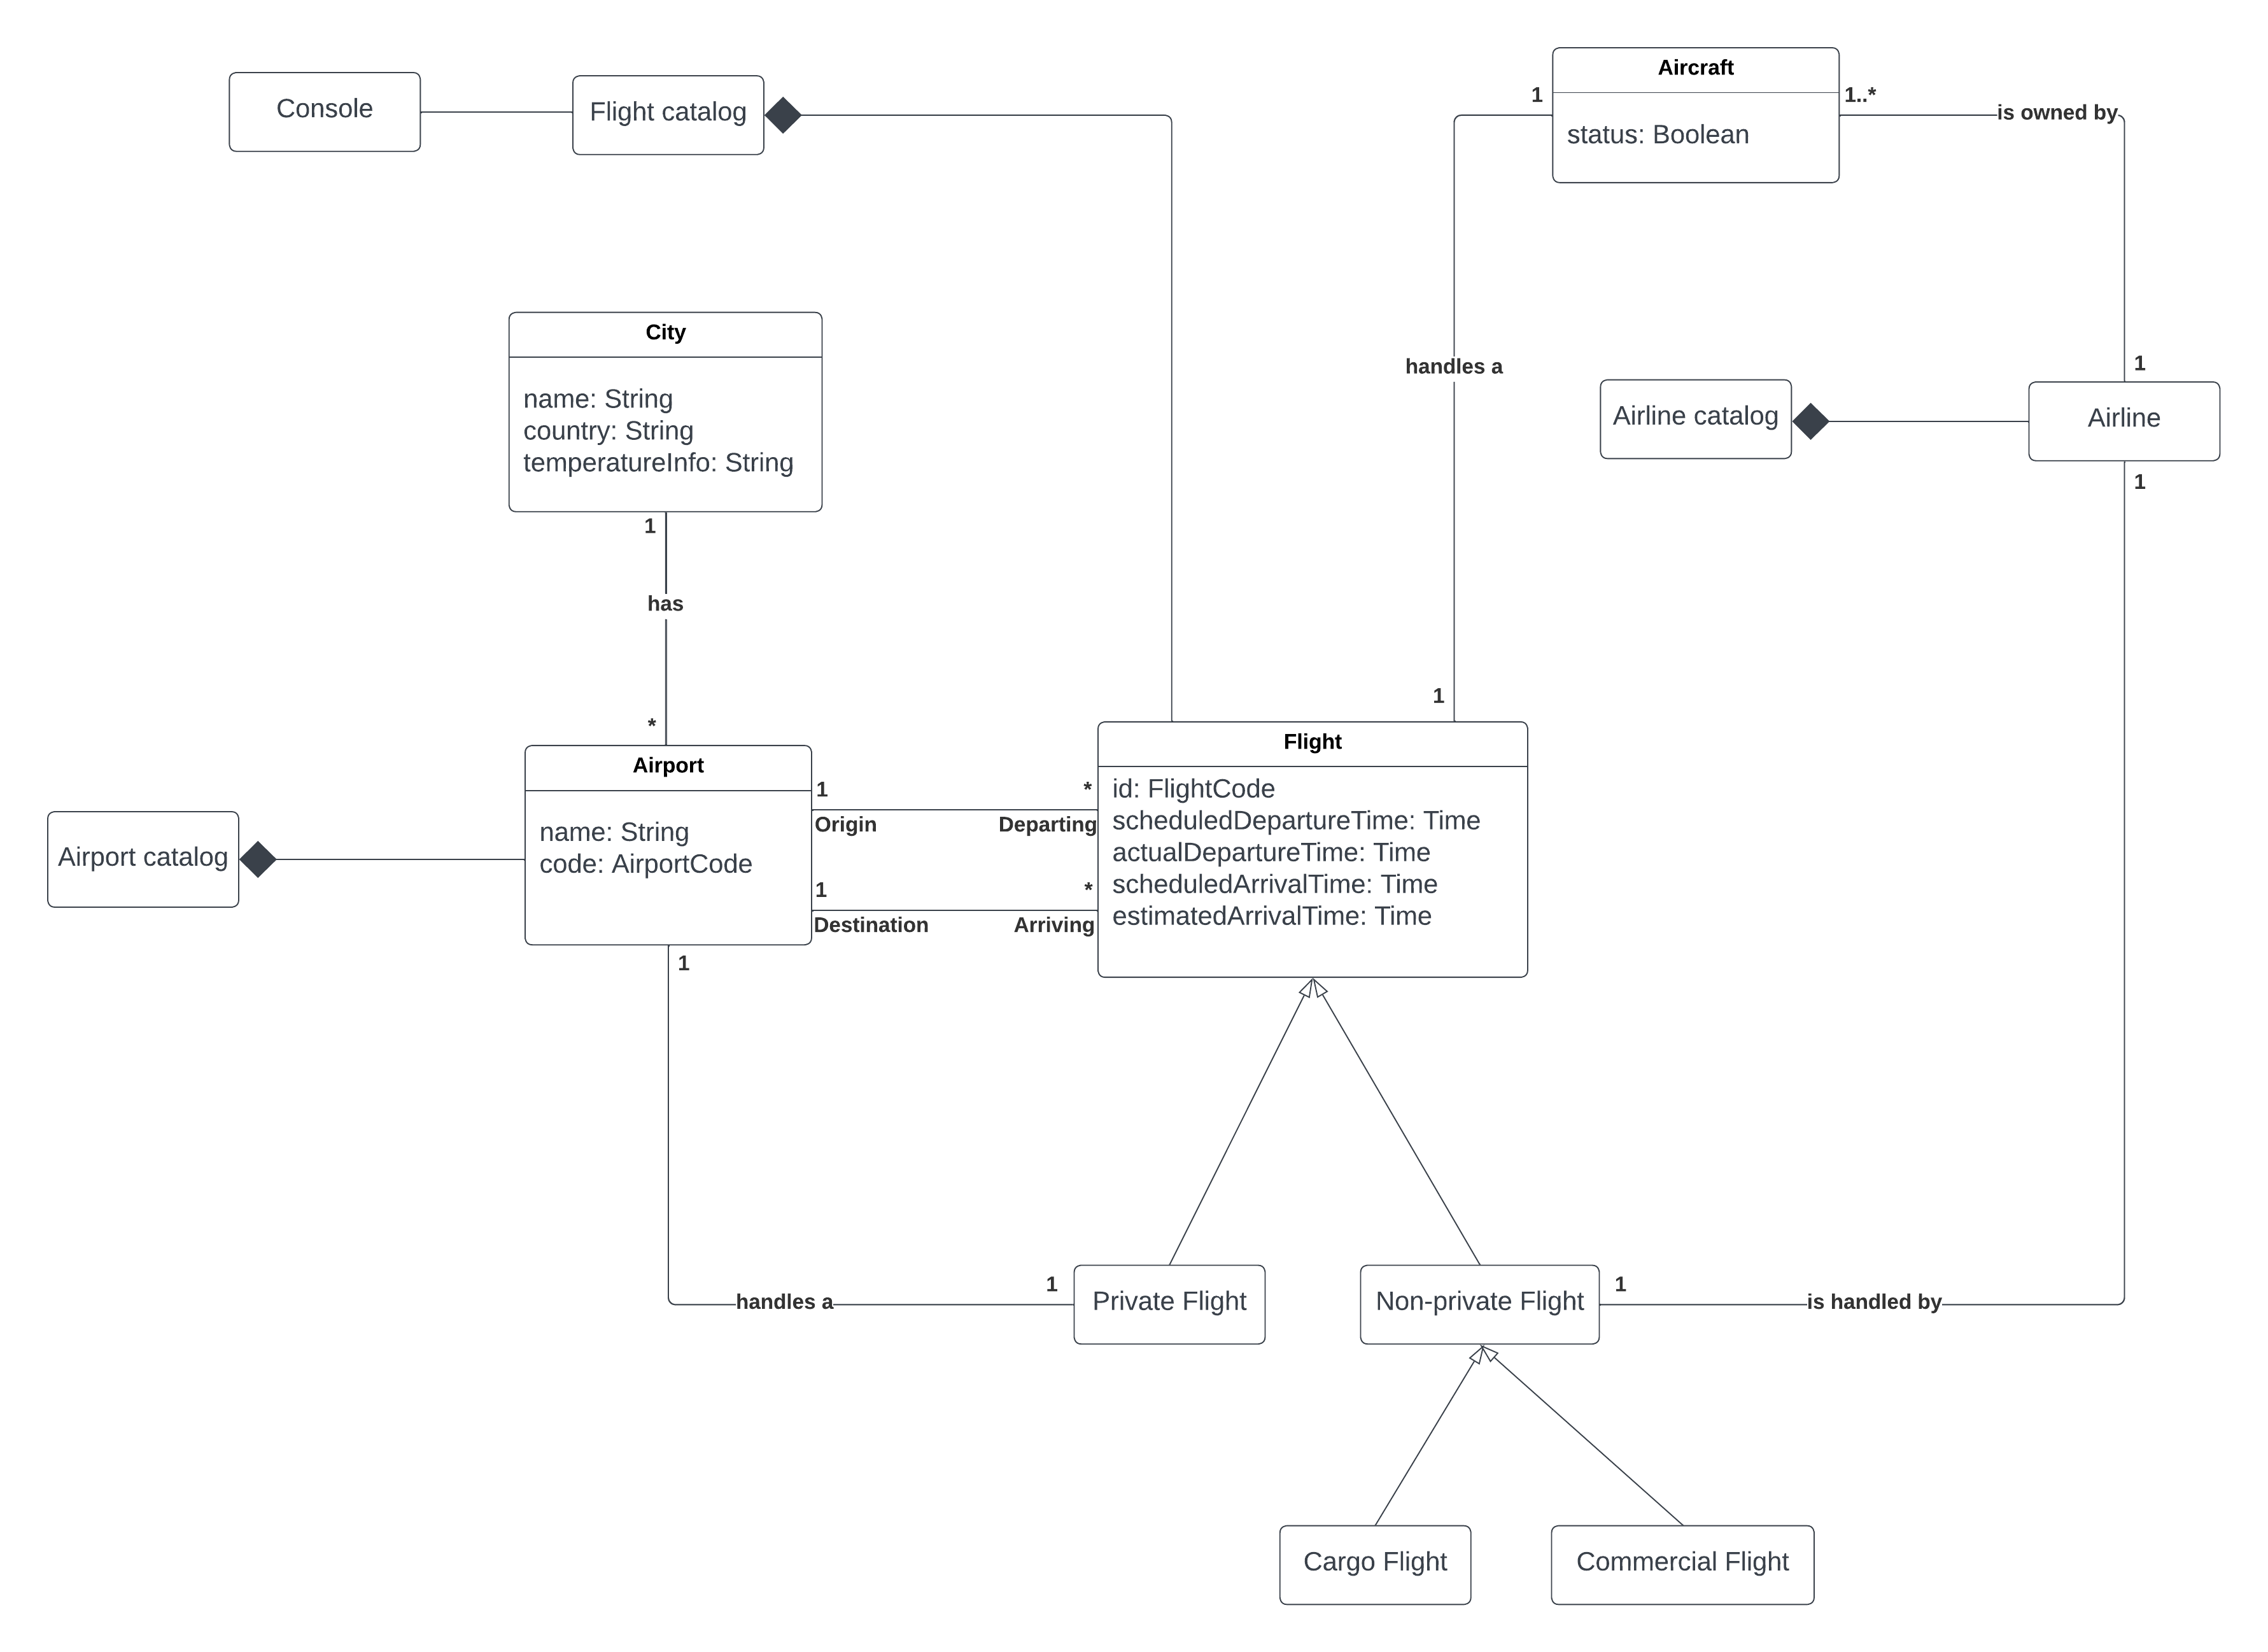 Console
Flight catalog
Aircraft
status: Boolean
1
1..*
is owned by
City
name: String
country: String
temperatureInfo: String
1
has
*
handles a
1
1
Airline catalog
Airline
1
Airport catalog
Airport
name: String
code: AirportCode
1
*
Origin
Departing
1
*
Destination
Arriving
Flight
id: FlightCode
scheduledDepartureTime: Time
actualDepartureTime: Time
scheduledArrivalTime: Time
estimatedArrivalTime: Time
1
handles a
1
Private Flight
Non-private Flight
1
is handled by
Cargo Flight
Commercial Flight